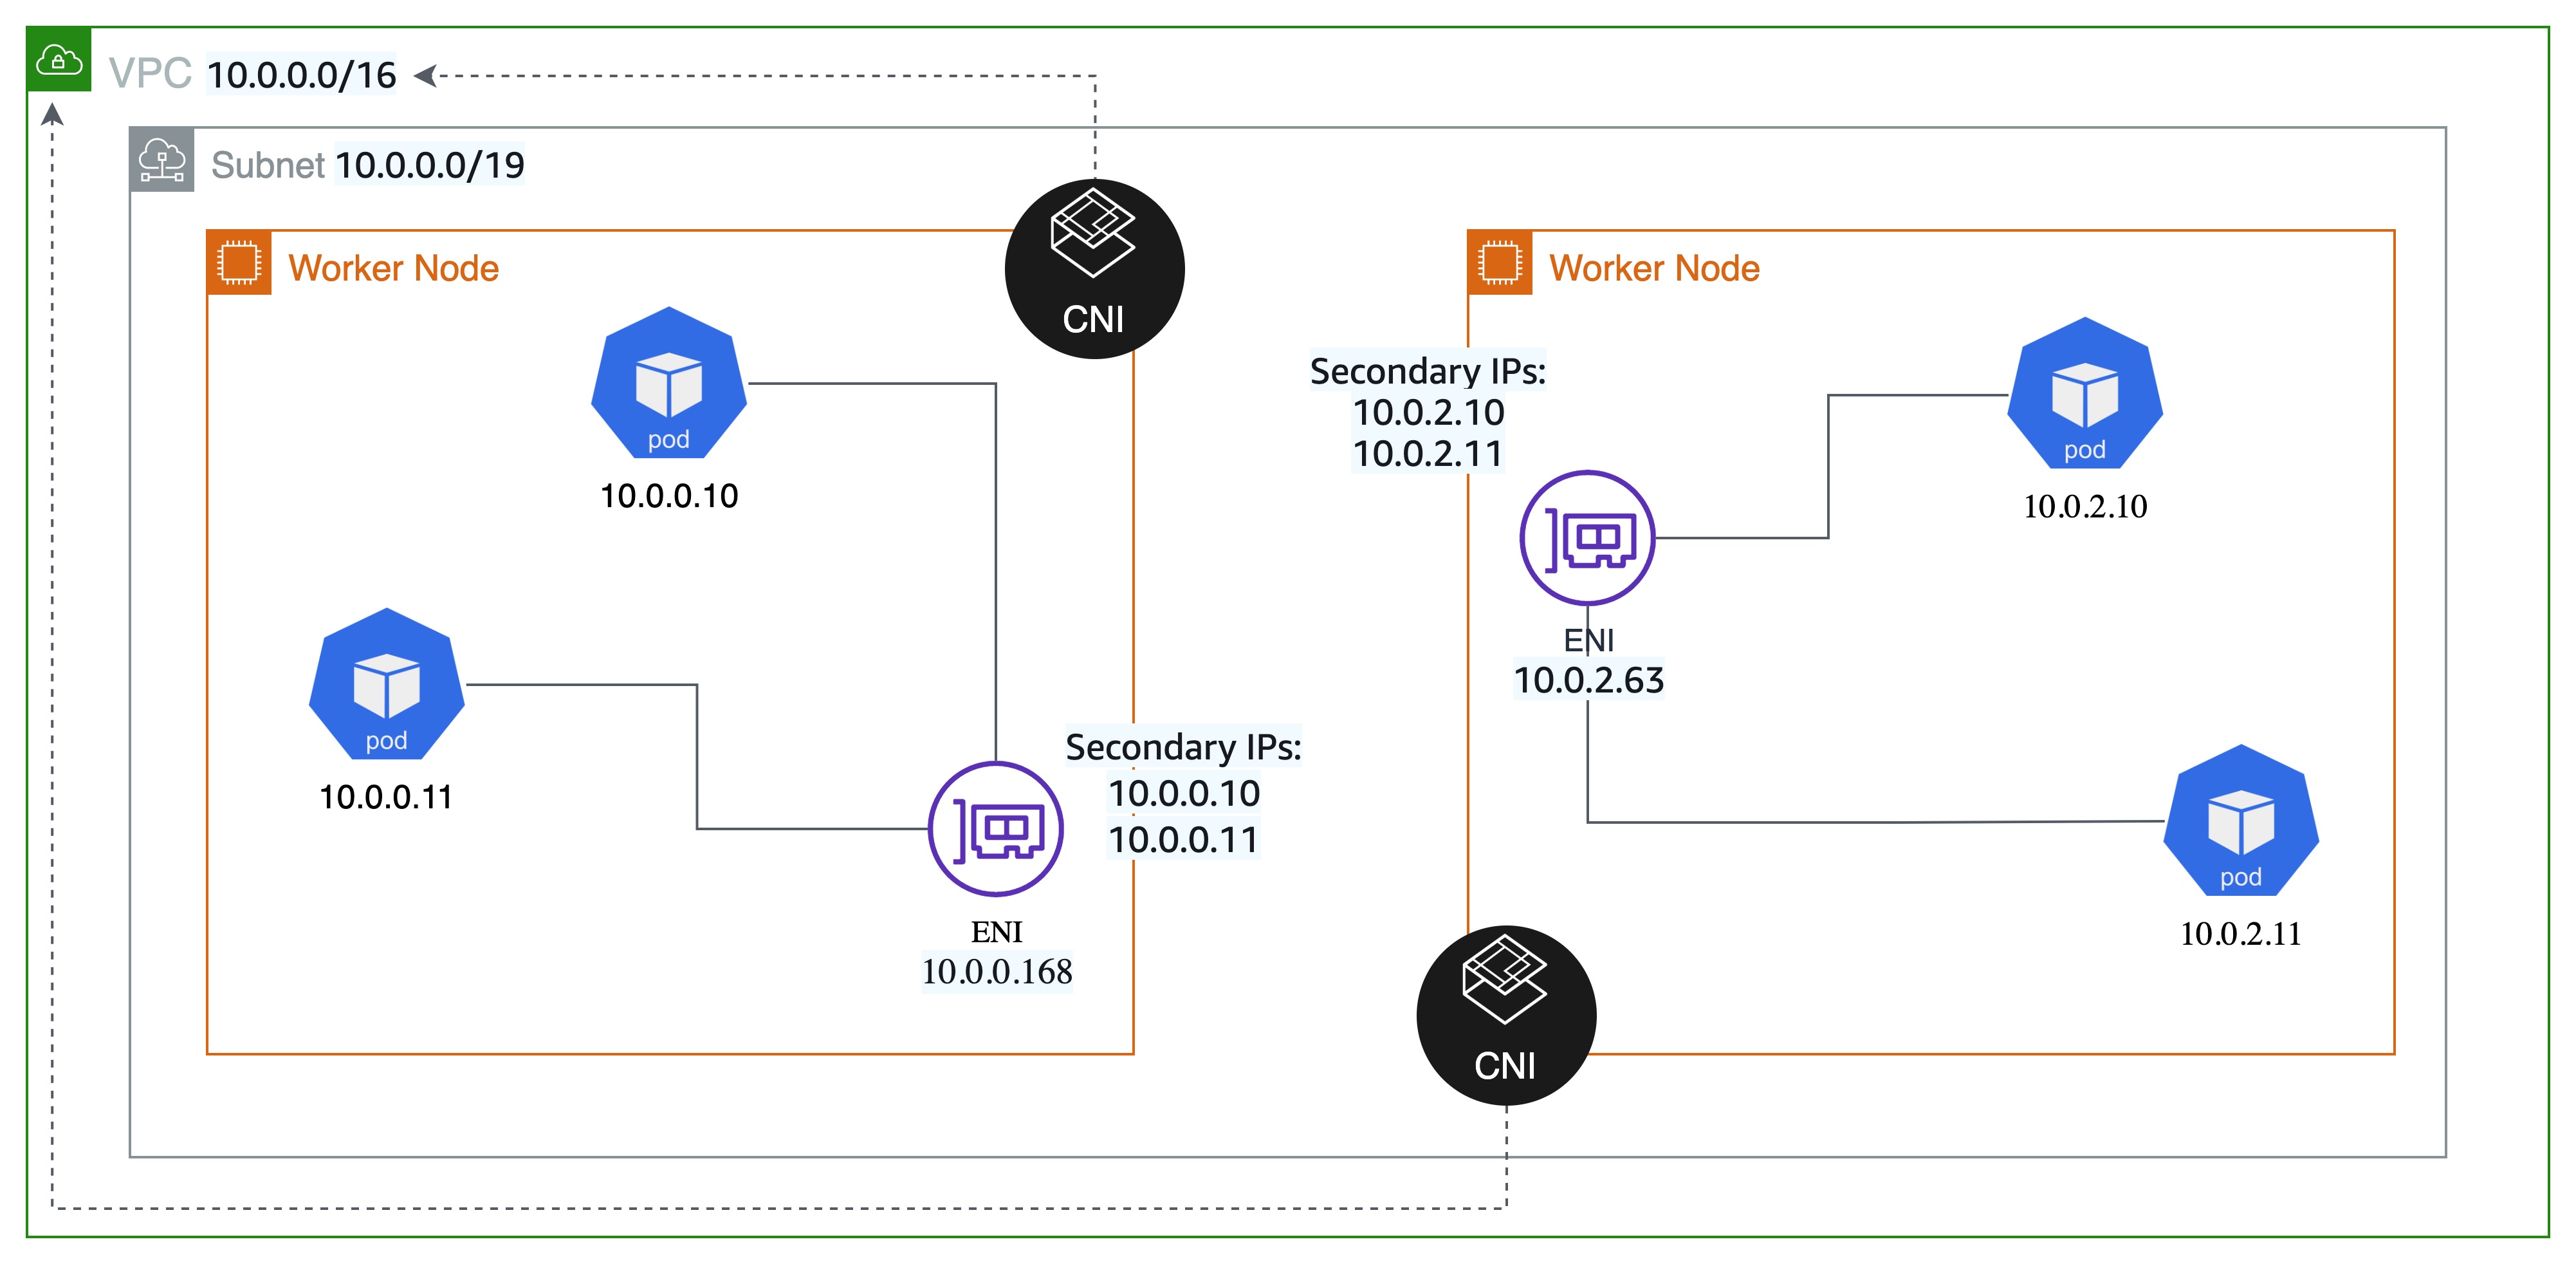 VPC 10.0.0.0/16
Subnet 10.0.0.0/19
Worker Node
CNI
pod
10.0.0.10
pod
10.0.0.11
Secondary IPs:
10.0.0.10
10.0.0.11
ENI
10.0.0.168
Worker Node
Secondary IPs:
10.0.2.10
10.0.2.11
pod
10.0.2.10
ENI
10.0.2.63
pod
10.0.2.11
CNI